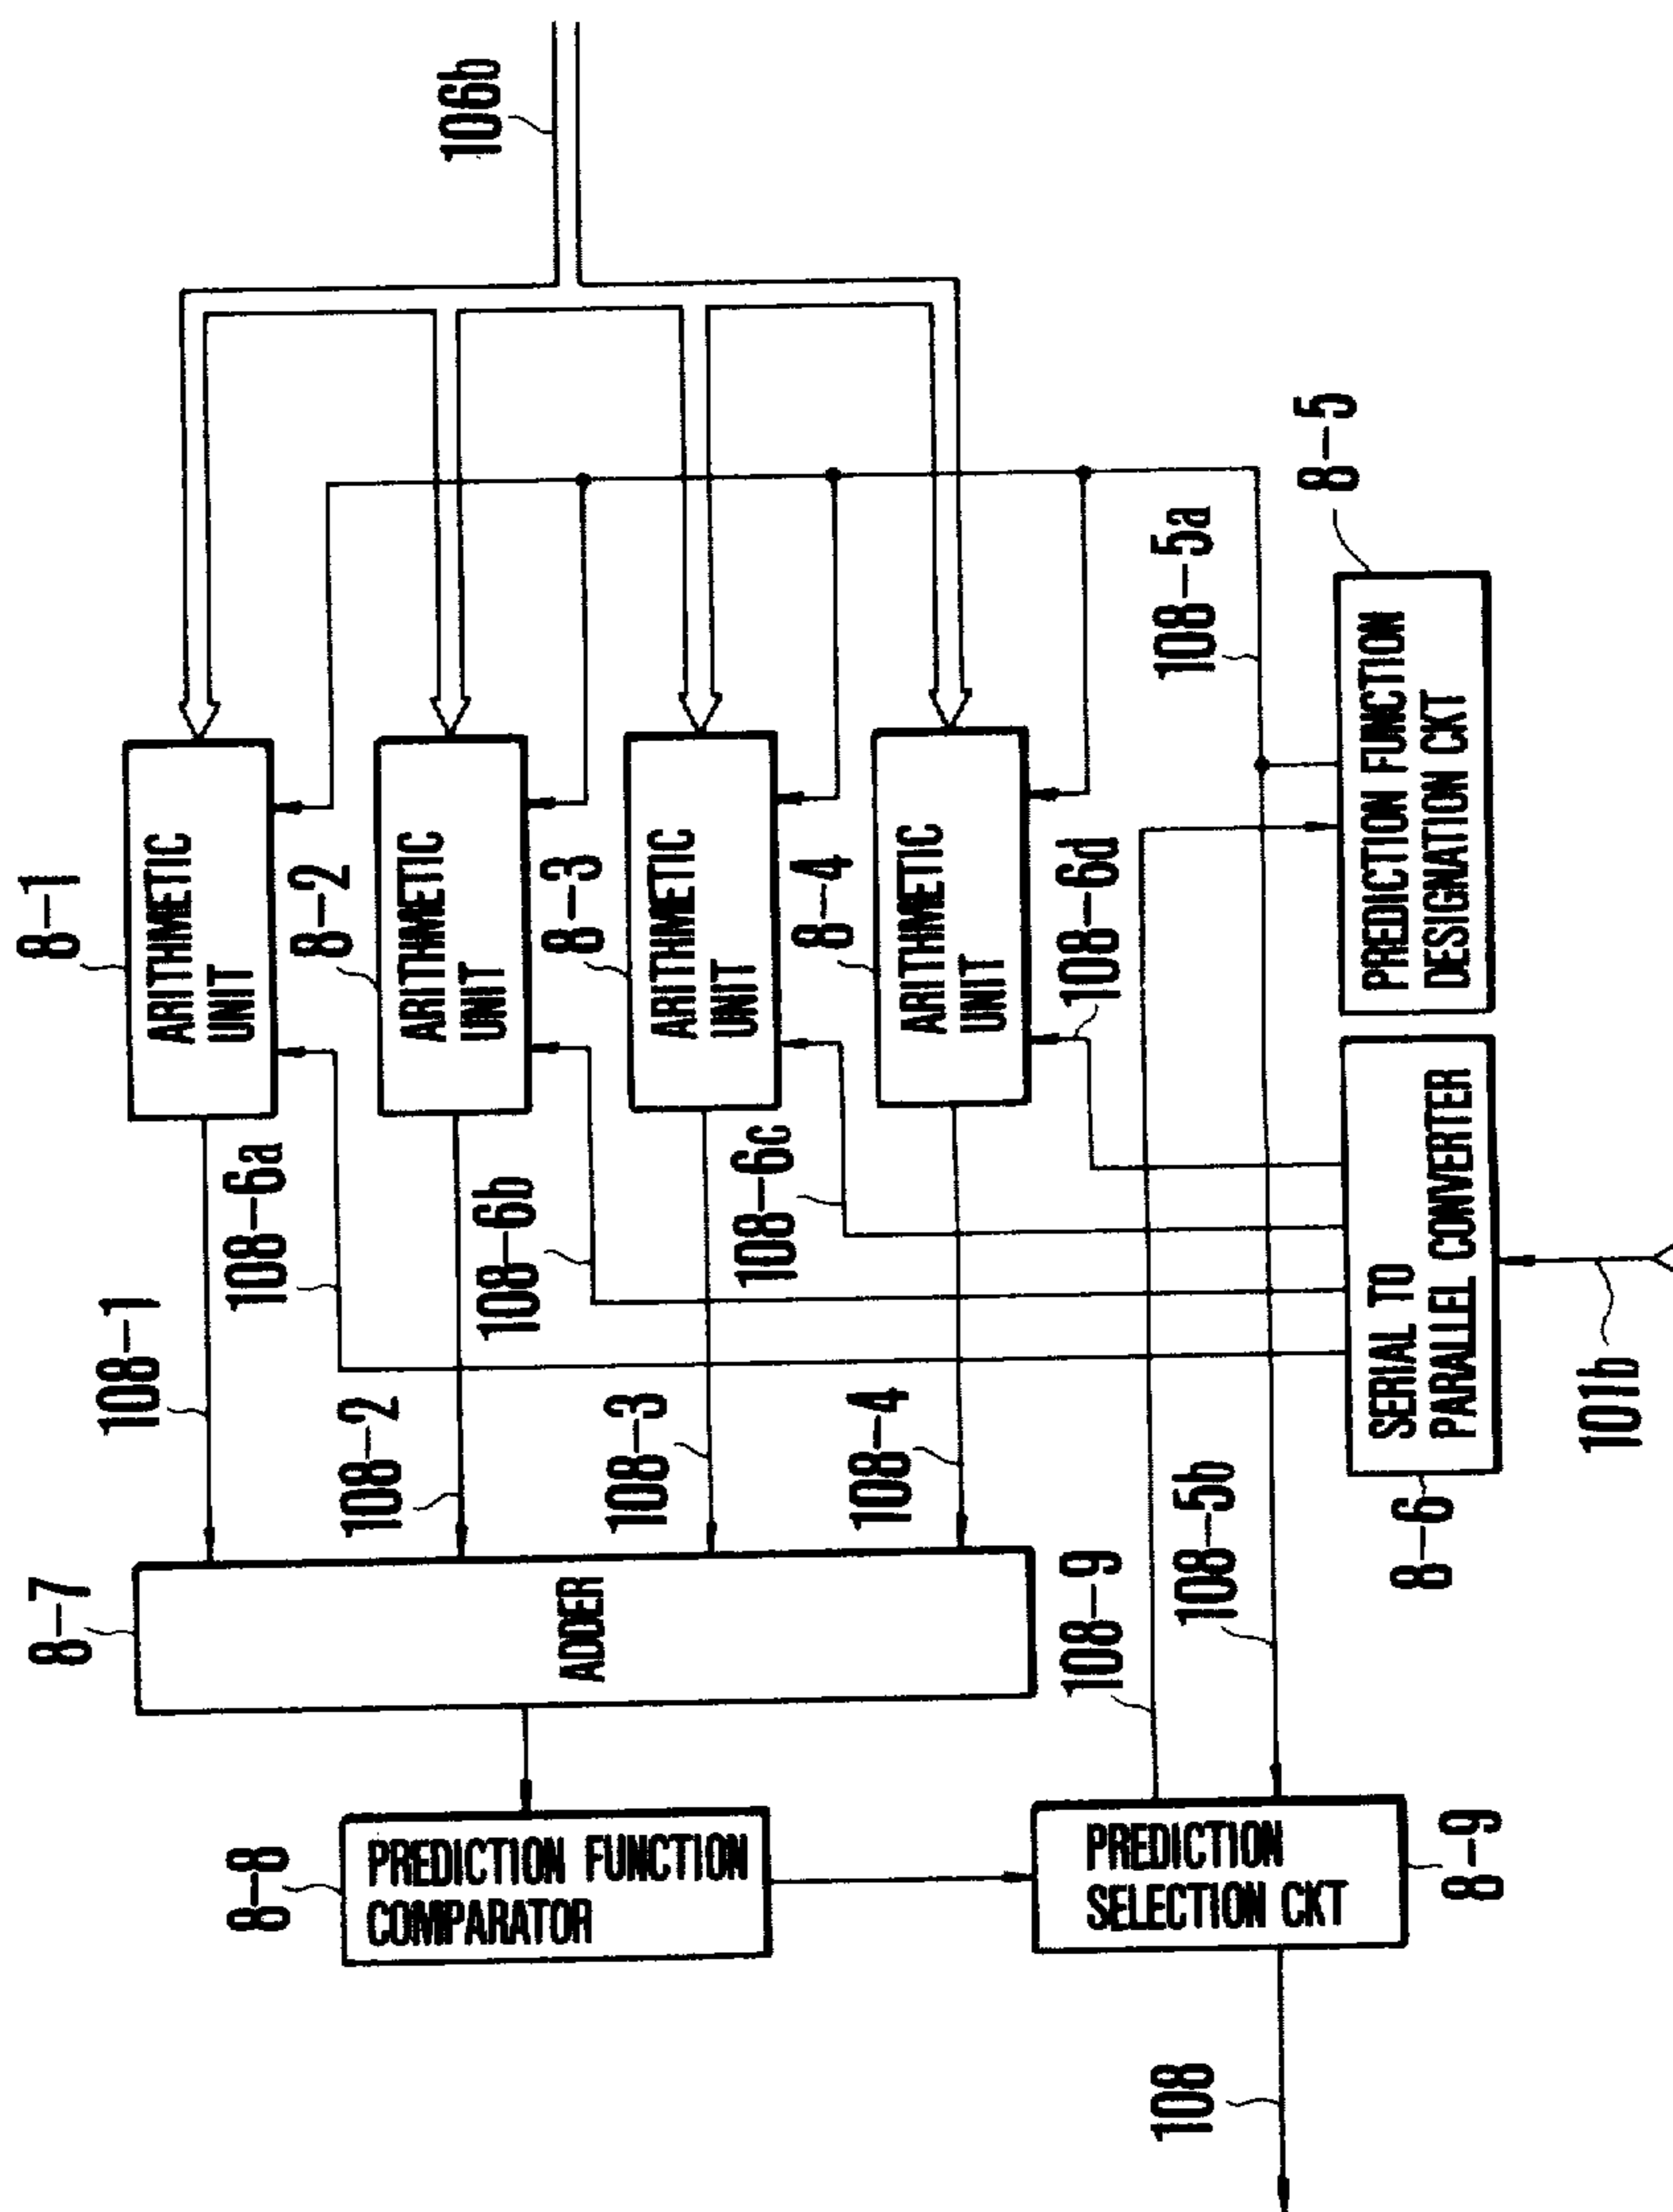 106b
8-1
ARITHMETIC
UNIT
8-2
ARITHMETIC
UNIT
8-3
ARITHMETIC
UNIT
8-4
ARITHMETIC
UNIT
108-5a
8-5
PREDICTION FUNCTION
DESIGNATION CKT
108-1
108-6a
108-6b
108-6c
108-6d
108-2
108-3
108-4
SERIAL TO
PARALLEL CONVERTER
8-6
101b
8-7
ADDER
108-9
108-5b
8-8
PREDICTION FUNCTION
COMPARATOR
PREDICTION
SELECTION CKT
8-9
108